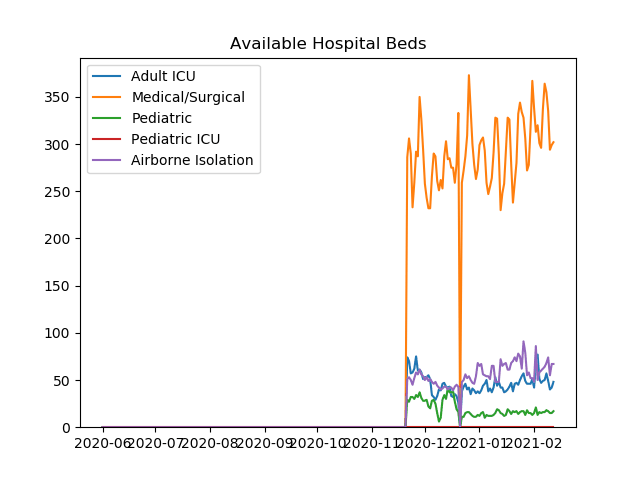 Available Hospital Beds
Adult ICU
Medical/Surgical
Pediatric
Pediatric ICU
Airborne Isolation
350
300
250
200
150
100
50
0
2020-06 2020-07 2020-08 2020-09 2020-10 2020-11 2020-12 2021-01 2021-02